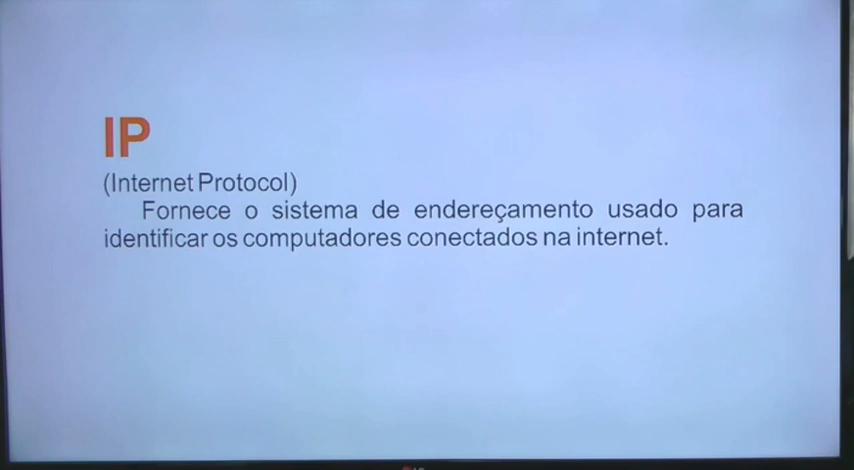 IP
(Internet Protocol)
Fornece o sistema de endereçamento usado para
identificar os computadores conectados na internet.